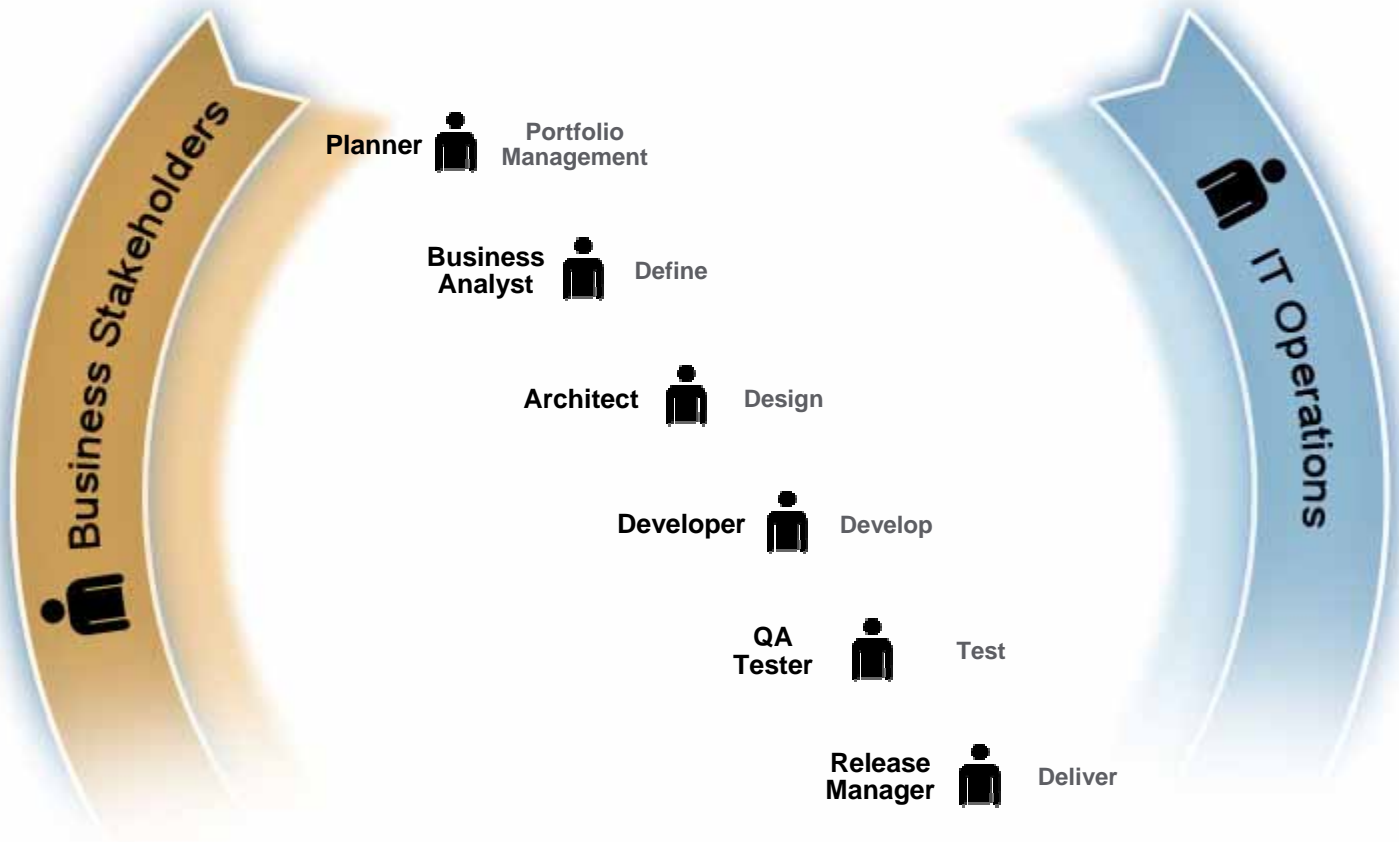 Business Stakeholders
Planner
Portfolio
Management
Business
Analyst
Define
Architect
Design
Developer
Develop
QA
Tester
Test
Release
Manager
Deliver
IT Operations